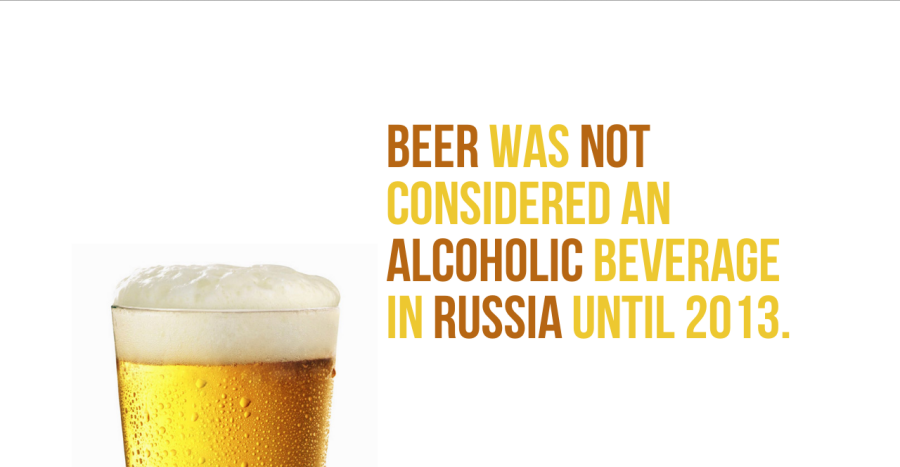 BEER WAS NOT
CONSIDERED AN
ALCOHOLIC BEVERAGE
IN RUSSIA UNTIL 2013.